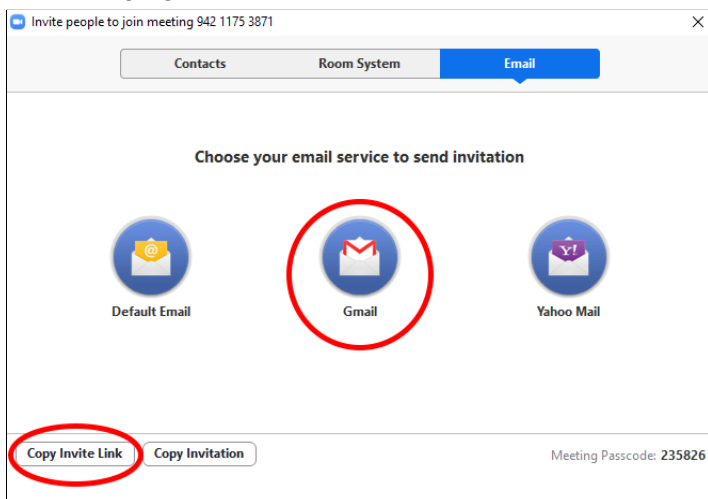 Invite people to join meeting 942 1175 3871
Contacts Room System Email
Choose your email service to send invitation
@ Y!
Default Email Gmail Yahoo Mail
Copy Invite Link Copy Invitation Meeting Passcode: 235826